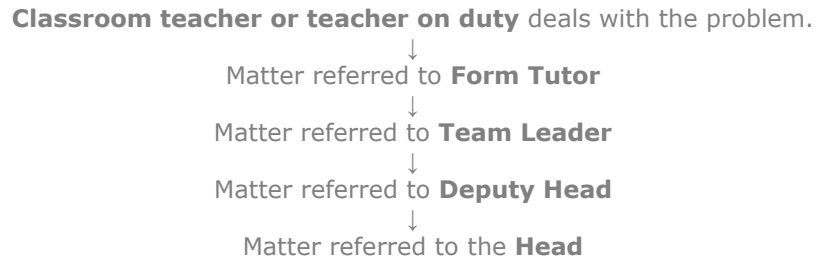 Classroom teacher or teacher on duty deals with the problem.
↓
Matter referred to Form Tutor
↓
Matter referred to Team Leader
↓
Matter referred to Deputy Head
↓
Matter referred to the Head